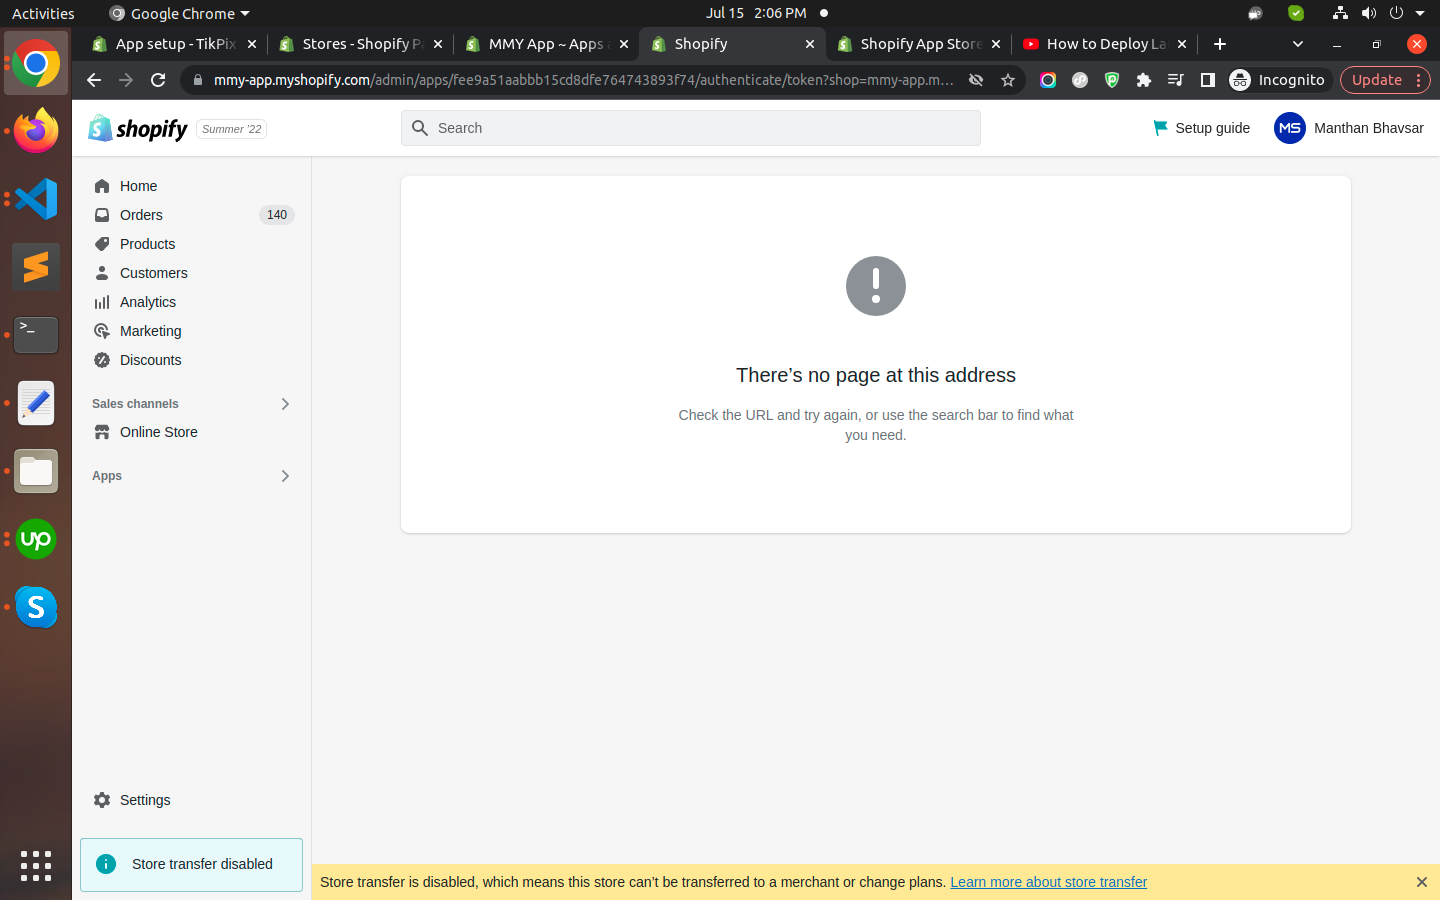 Activities
Google Chrome
Jul 15 2:06 PM
App setup - TikPix
Stores - Shopify P
MMY App ~ Apps
Shopify
Shopify App Store
How to Deploy La
mmy-app.myshopify.com/admin/apps/fee9a51aabbb15cd8dfe764743893f74/authenticate/token?shop=mmy-app.m...
Incognito
Update
shopify
Summer '22
Search
Setup guide
MS
Manthan Bhavsar
Home
Orders
140
Products
Customers
Analytics
Marketing
Discounts
Sales channels
Online Store
Apps
There's no page at this address
Check the URL and try again, or use the search bar to find what
you need.
Settings
Store transfer disabled
Store transfer is disabled, which means this store can't be transferred to a merchant or change plans. Learn more about store transfer